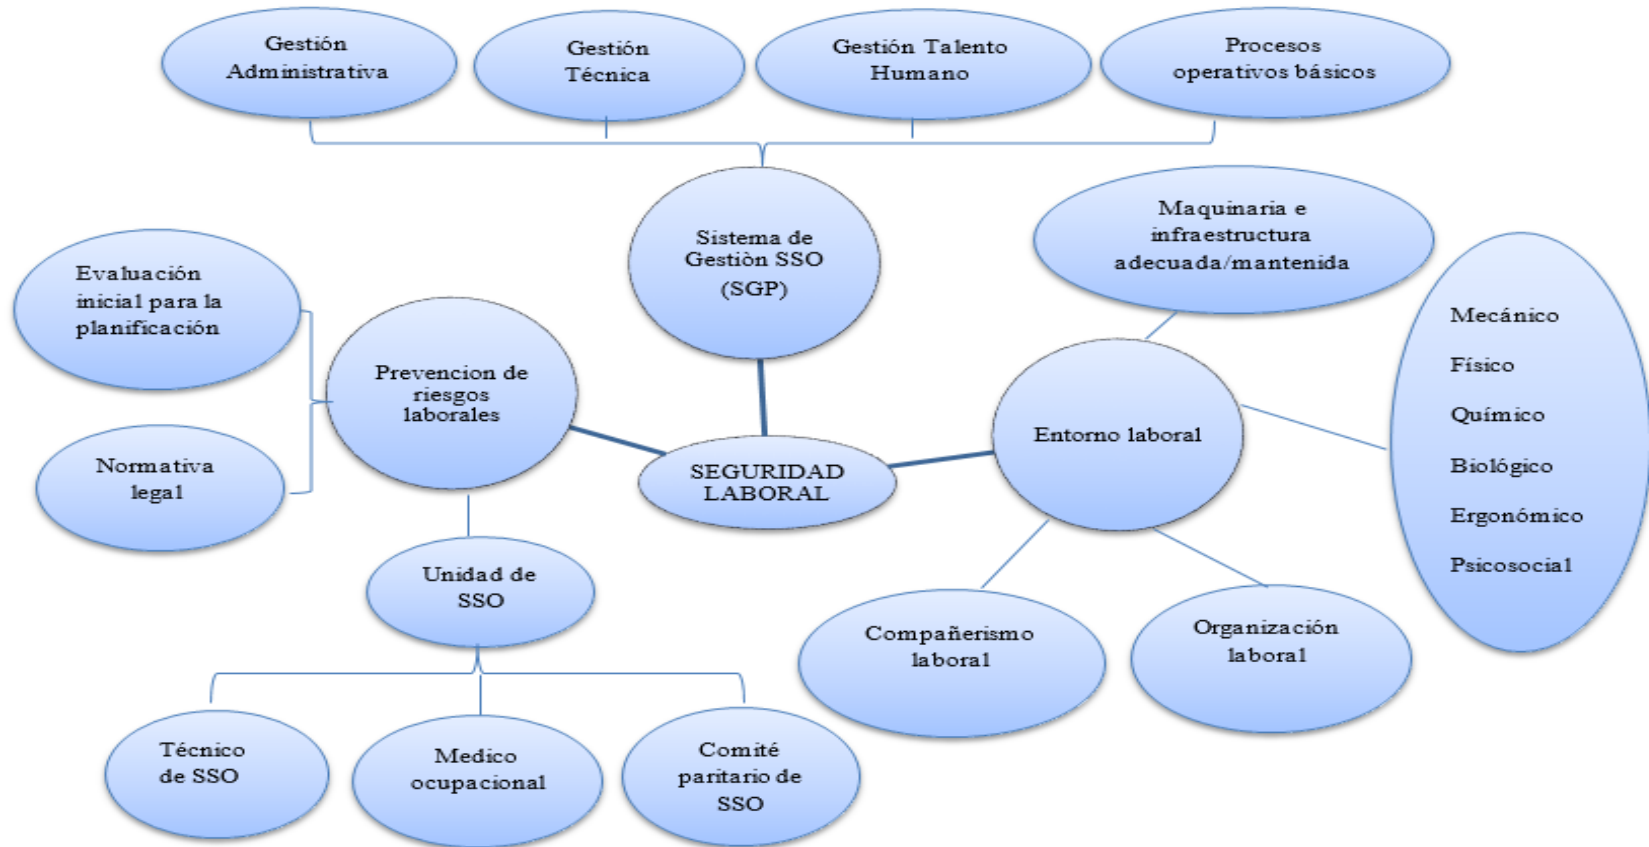 Gestión
Administrativa
Gestión
Técnica
Gestión Talento
Humano
Procesos
operativos básicos
Sistema de
Gestiòn SSO
(SGP)
Maquinaria e
infraestructura
adecuada/mantenida
Evaluación
inicial para la
planificación
Prevencion de
riesgos
laborales
Normativa
legal
SEGURIDAD
LABORAL
Entorno laboral
Mecánico
Físico
Químico
Biológico
Ergonómico
Psicosocial
Unidad de
SSO
Compañerismo
laboral
Organización
laboral
Técnico
de SSO
Medico
ocupacional
Comité
paritario de
SSO